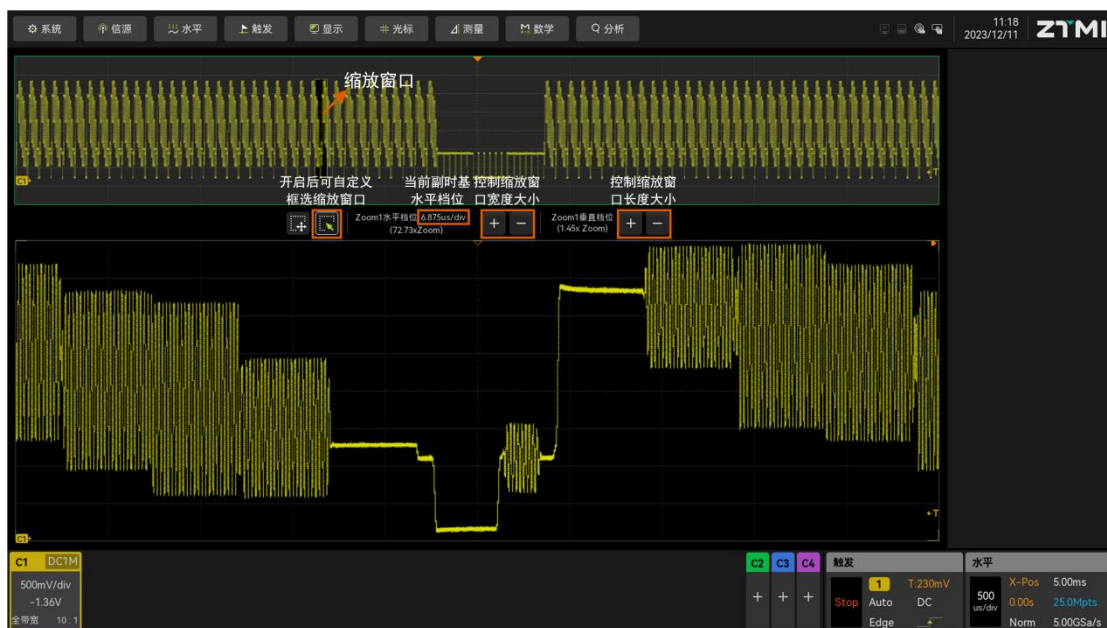 系统 信源 水平 触发 显示 光标 测量 数学 分析
11:18
2023/12/11
ZTMI
缩放窗口
C1
T
开启后可自定义
框选缩放窗口
当前副时基
水平档位
控制缩放窗
口宽度大小
控制缩放窗
口长度大小
Zoom1水平档位 6.875us/div
(72.73xZoom)
+ −
Zoom1垂直档位
(1.45x Zoom)
+ −
T
C1
C1 DC1M
500mV/div
-1.36V
全带宽 10:1
C2 C3 C4
+ + +
触发
Stop
1 T:230mV
Auto DC
Edge
水平
500
us/div
X-Pos 5.00ms
0.00s 25.0Mpts
Norm 5.00GSa/s